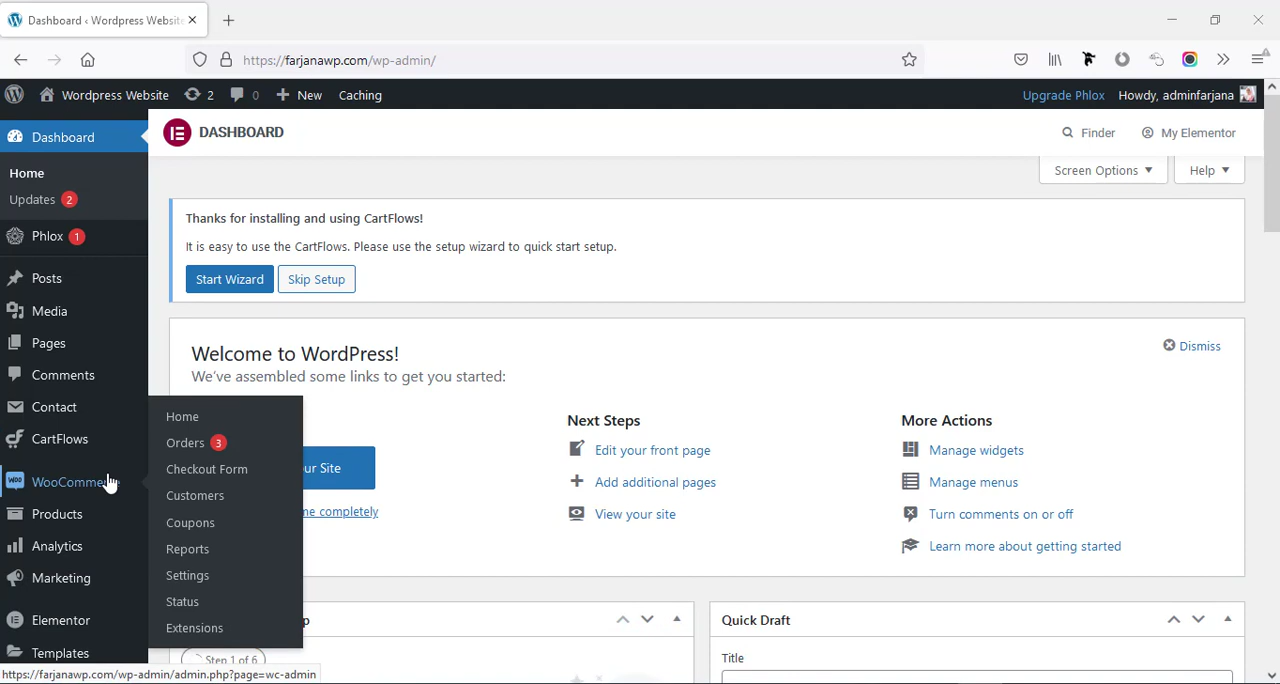 Dashboard ‹ Wordpress Website
https://farjanawp.com/wp-admin/
Wordpress Website 2 0 New Caching Upgrade Phlox Howdy, adminfarjana
Dashboard
DASHBOARD
Finder My Elementor
Home
Updates 2
Phlox 1
Posts
Media
Pages
Comments
Contact
CartFlows
WooComm
Products
Analytics
Marketing
Elementor
Templates
Home
Orders 3
Checkout Form
Customers
Coupons
Reports
Settings
Status
Extensions
Screen Options Help
Thanks for installing and using CartFlows!
It is easy to use the CartFlows. Please use the setup wizard to quick start setup.
Start Wizard Skip Setup
Welcome to WordPress!
Dismiss
We've assembled some links to get you started:
our Site
me completely
Next Steps
Edit your front page
Add additional pages
View your site
More Actions
Manage widgets
Manage menus
Turn comments on or off
Learn more about getting started
p
Step 1 of 6
Quick Draft
Title
https://farjanawp.com/wp-admin/admin.php?page=wc-admin